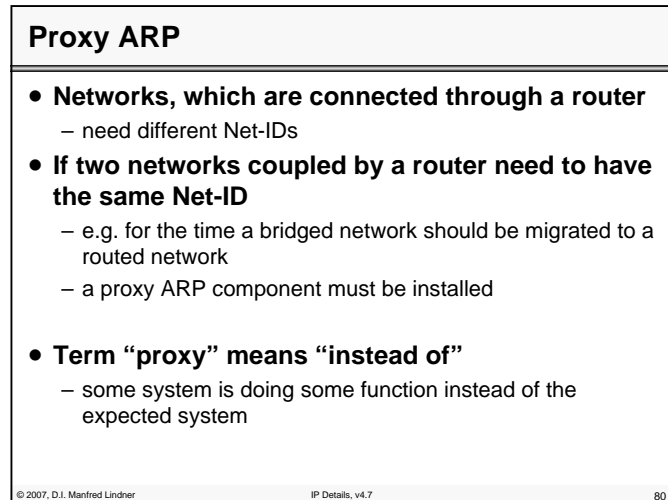 Proxy ARP
• Networks, which are connected through a router
– need different Net-IDs
• If two networks coupled by a router need to have
the same Net-ID
– e.g. for the time a bridged network should be migrated to a
routed network
– a proxy ARP component must be installed
• Term “proxy” means “instead of”
– some system is doing some function instead of the
expected system
© 2007, D.I. Manfred Lindner IP Details, v4.7 80